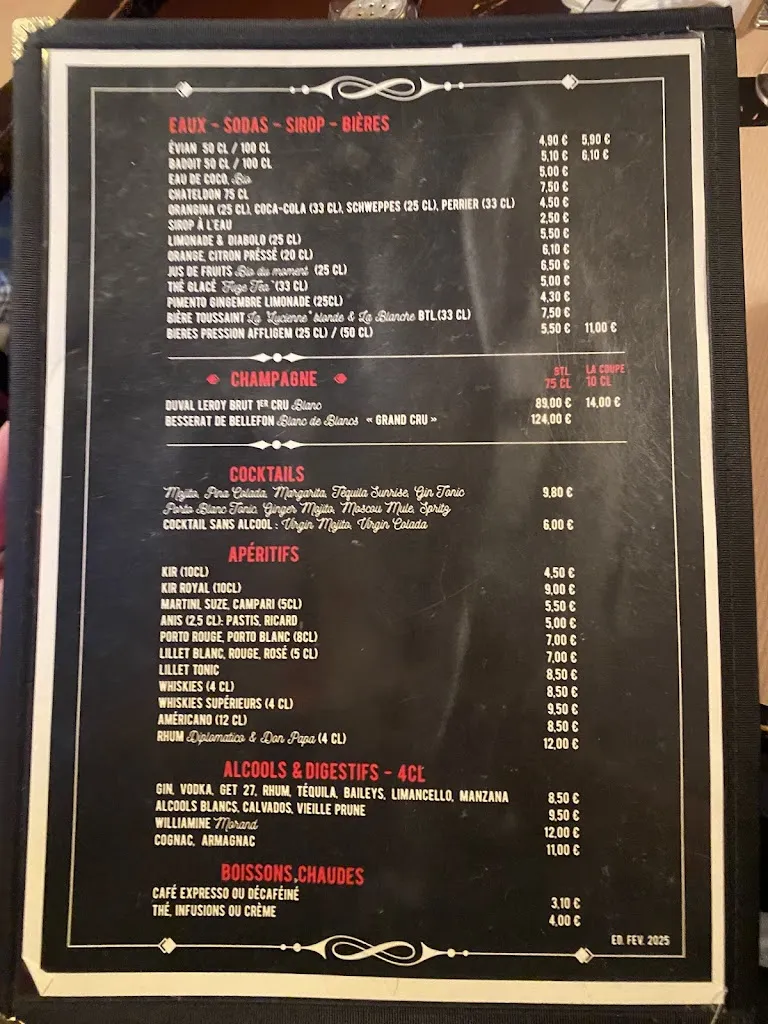 EAUX - SODAS - SIROP - BIÈRES
ÉVIAN 50 CL / 100 CL 4,90 € 5,90 €
BADOIT 50 CL / 100 CL 5,10 € 6,10 €
EAU DE COCO, Bio 5,00 €
CHATELDON 75 CL 7,50 €
ORANGINA (25 CL), COCA-COLA (33 CL), SCHWEPPES (25 CL), PERRIER (33 CL) 4,50 €
SIROP À L'EAU 2,50 €
LIMONADE & DIABOLO (25 CL) 5,50 €
ORANGE, CITRON PRÉSSÉ (20 CL) 6,10 €
JUS DE FRUITS Bio du moment (25 CL) 6,50 €
THÉ GLACÉ "Fuze Tea" (33 CL) 5,00 €
PIMENTO GINGEMBRE LIMONADE (25CL) 4,30 €
BIÈRE TOUSSAINT La "Lucienne" blonde & La Blanche BTL.(33 CL) 7,50 €
BIERES PRESSION AFFLIGEM (25 CL) / (50 CL) 5,50 € 11,00 €
CHAMPAGNE BTL 75 CL LA COUPE 10 CL
DUVAL LEROY BRUT 1ER CRU Blanc 89,00 € 14,00 €
BESSERAT DE BELLEFON Blanc de Blancs « GRAND CRU » 124,00 €
COCKTAILS
Mojito, Pina Colada, Margarita, Tèquila Sunrise, Gin Tonic 9,80 €
Porto Blanc Tonic, Ginger Mojito, Moscou Mule, Spritz
COCKTAIL SANS ALCOOL : Virgin Mojito, Virgin Colada 6,00 €
APÉRITIFS
KIR (10CL) 4,50 €
KIR ROYAL (10CL) 9,00 €
MARTINI, SUZE, CAMPARI (5CL) 5,50 €
ANIS (2,5 CL): PASTIS, RICARD 5,00 €
PORTO ROUGE, PORTO BLANC (8CL) 7,00 €
LILLET BLANC, ROUGE, ROSÉ (5 CL) 7,00 €
LILLET TONIC 8,50 €
WHISKIES (4 CL) 8,50 €
WHISKIES SUPÉRIEURS (4 CL) 9,50 €
AMÉRICANO (12 CL) 8,50 €
RHUM Diplomatico & Don Papa (4 CL) 12,00 €
ALCOOLS & DIGESTIFS - 4CL
GIN, VODKA, GET 27, RHUM, TÉQUILA, BAILEYS, LIMANCELLO, MANZANA 8,50 €
ALCOOLS BLANCS, CALVADOS, VIEILLE PRUNE 9,50 €
WILLIAMINE Morand 12,00 €
COGNAC, ARMAGNAC 11,00 €
BOISSONS CHAUDES
CAFÉ EXPRESSO OU DÉCAFÉINÉ 3,10 €
THÉ, INFUSIONS OU CRÈME 4,00 €
ED. FEV. 2025